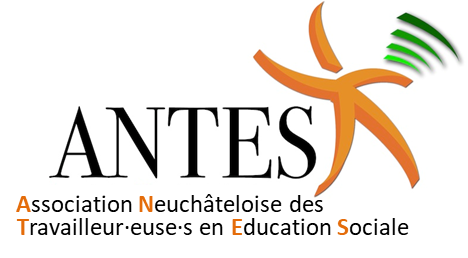 ANTES
Association Neuchâteloise des
Travailleur·euse·s en Education Sociale